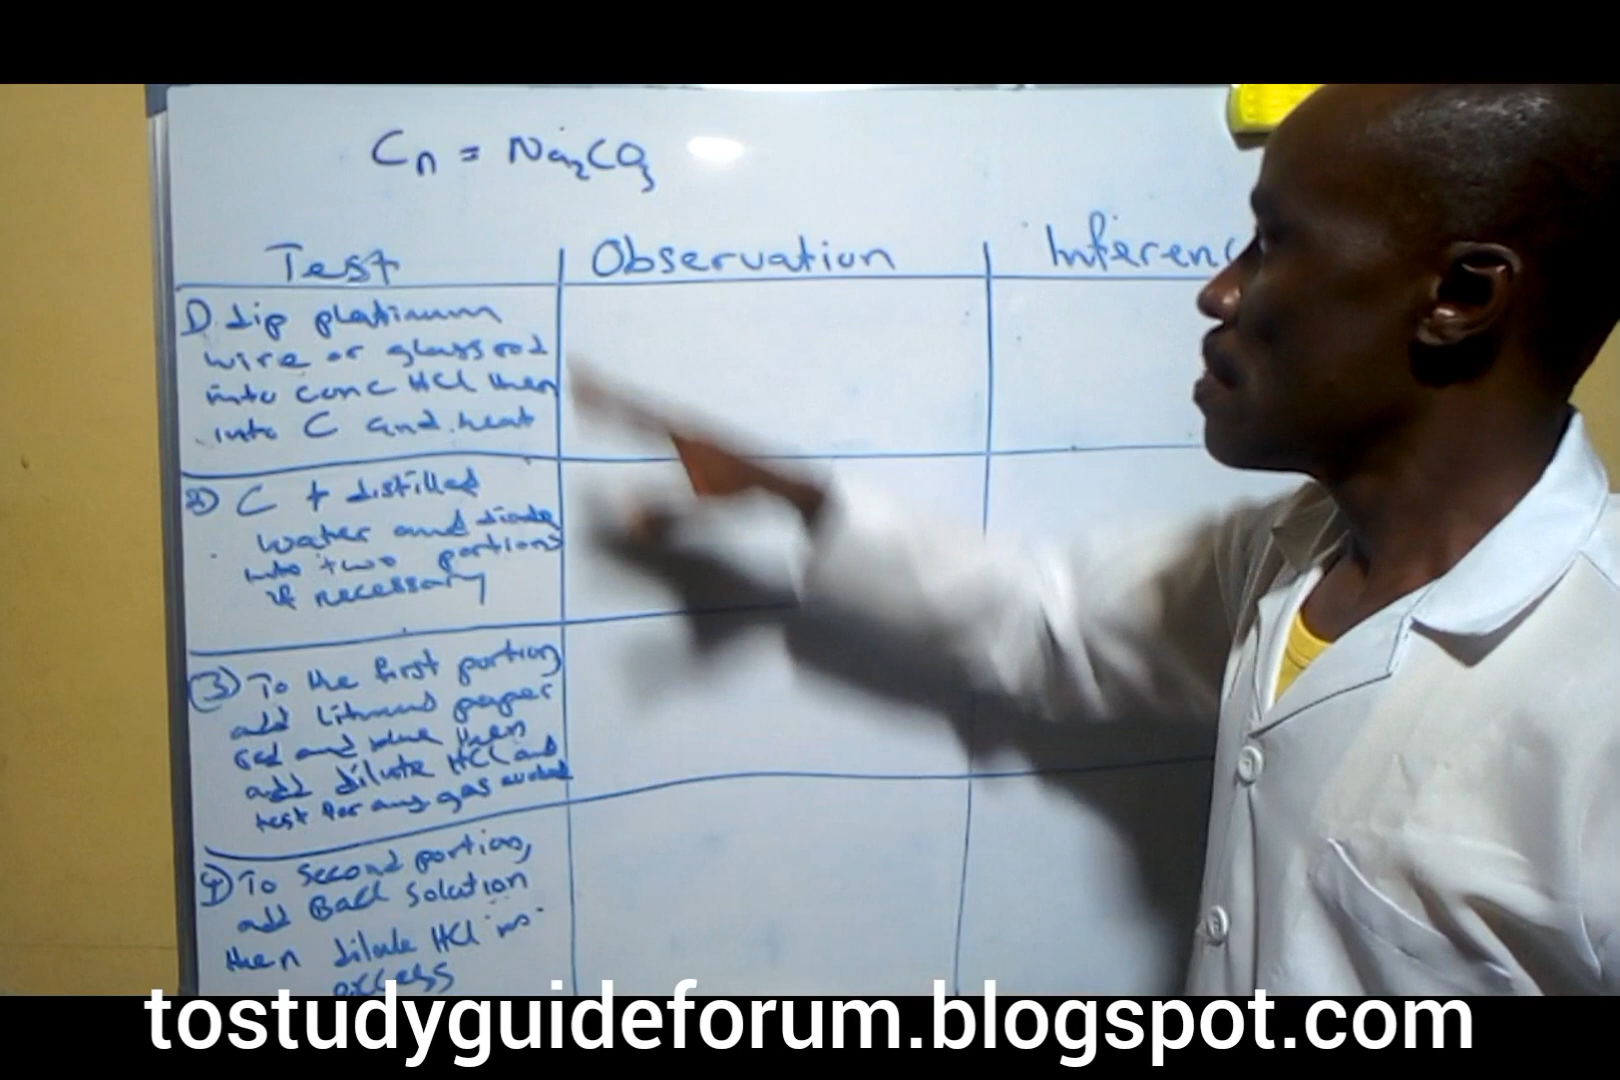 Cn = Na2CO3
Test
Observation
Inferenc
1) dip platinum
wire or glass rod
into conc HCl then
into C and heat
2) C + distilled
water and divide
into two portions
if necessary
(3) To the first portion
add litmus paper
red and blue then
add dilute HCl and
test for any gas evolved
4) To second portion,
add BaCl solution
then dilute HCl in
excess
tostudyguideforum.blogspot.com